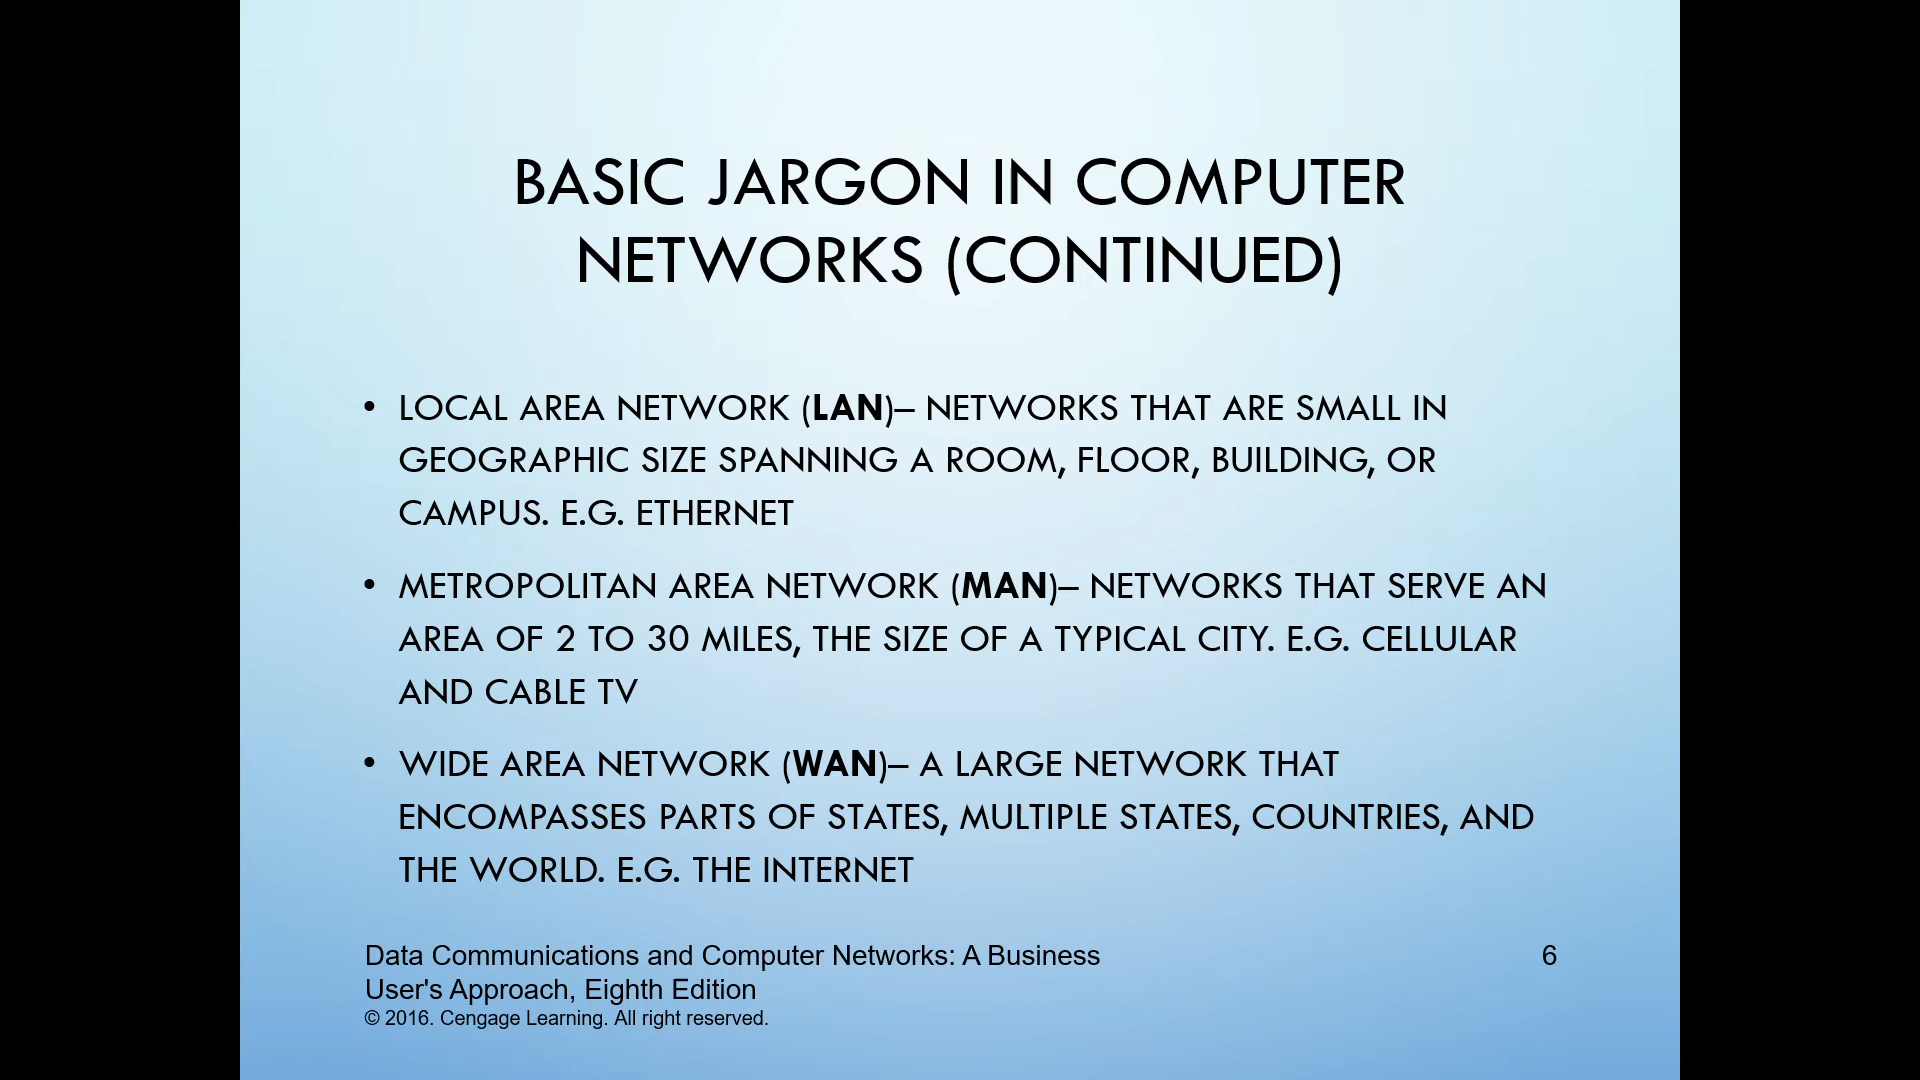 BASIC JARGON IN COMPUTER
NETWORKS (CONTINUED)
• LOCAL AREA NETWORK (LAN)– NETWORKS THAT ARE SMALL IN
GEOGRAPHIC SIZE SPANNING A ROOM, FLOOR, BUILDING, OR
CAMPUS. E.G. ETHERNET
• METROPOLITAN AREA NETWORK (MAN)– NETWORKS THAT SERVE AN
AREA OF 2 TO 30 MILES, THE SIZE OF A TYPICAL CITY. E.G. CELLULAR
AND CABLE TV
• WIDE AREA NETWORK (WAN)– A LARGE NETWORK THAT
ENCOMPASSES PARTS OF STATES, MULTIPLE STATES, COUNTRIES, AND
THE WORLD. E.G. THE INTERNET
Data Communications and Computer Networks: A Business
User's Approach, Eighth Edition
© 2016. Cengage Learning. All right reserved.
6